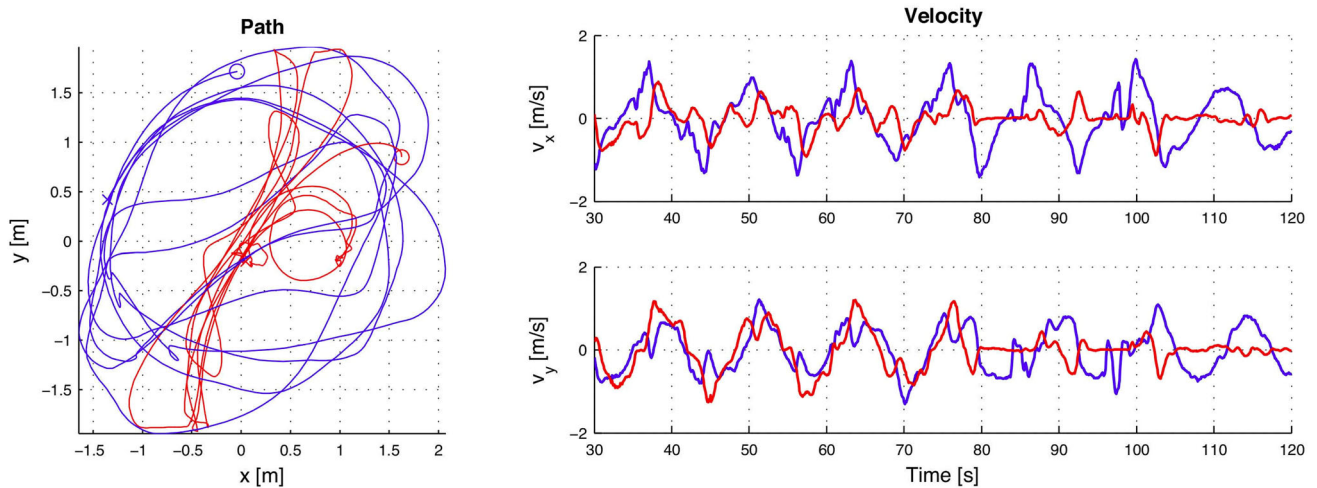 Path
y [m]
1.5
1
0.5
0
−0.5
−1
−1.5
−1.5 −1 −0.5 0 0.5 1 1.5 2
x [m]
Velocity
v_x [m/s]
2
0
−2
30 40 50 60 70 80 90 100 110 120
v_y [m/s]
2
0
−2
30 40 50 60 70 80 90 100 110 120
Time [s]